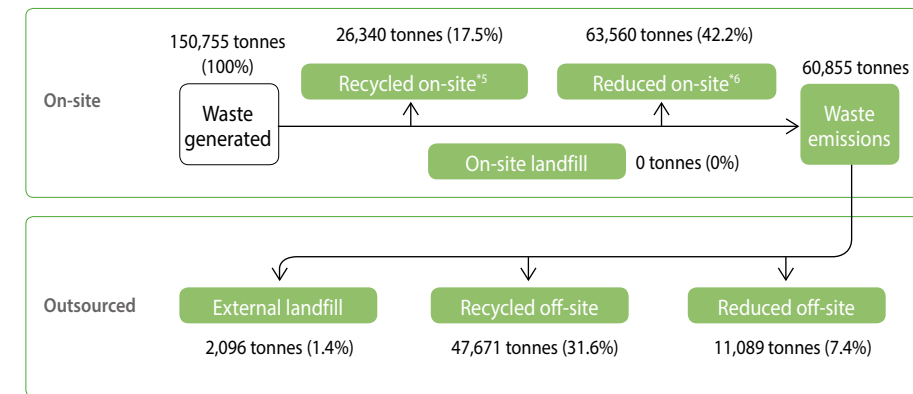 150,755 tonnes
(100%)
26,340 tonnes (17.5%)
63,560 tonnes (42.2%)
60,855 tonnes
On-site
Waste
generated
Recycled on-site*5
Reduced on-site*6
Waste
emissions
On-site landfill
0 tonnes (0%)
Outsourced
External landfill
Recycled off-site
Reduced off-site
2,096 tonnes (1.4%)
47,671 tonnes (31.6%)
11,089 tonnes (7.4%)